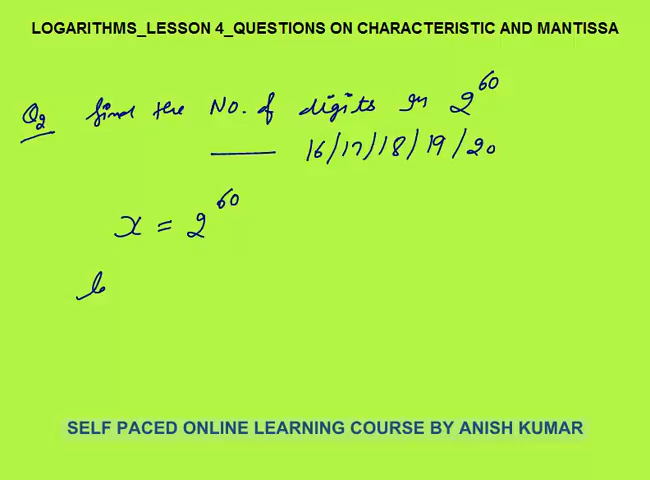 LOGARITHMS_LESSON 4_QUESTIONS ON CHARACTERISTIC AND MANTISSA
Q2 find the No. of digits in 2^60
16/17/18/19/20
x = 2^60
lo
SELF PACED ONLINE LEARNING COURSE BY ANISH KUMAR